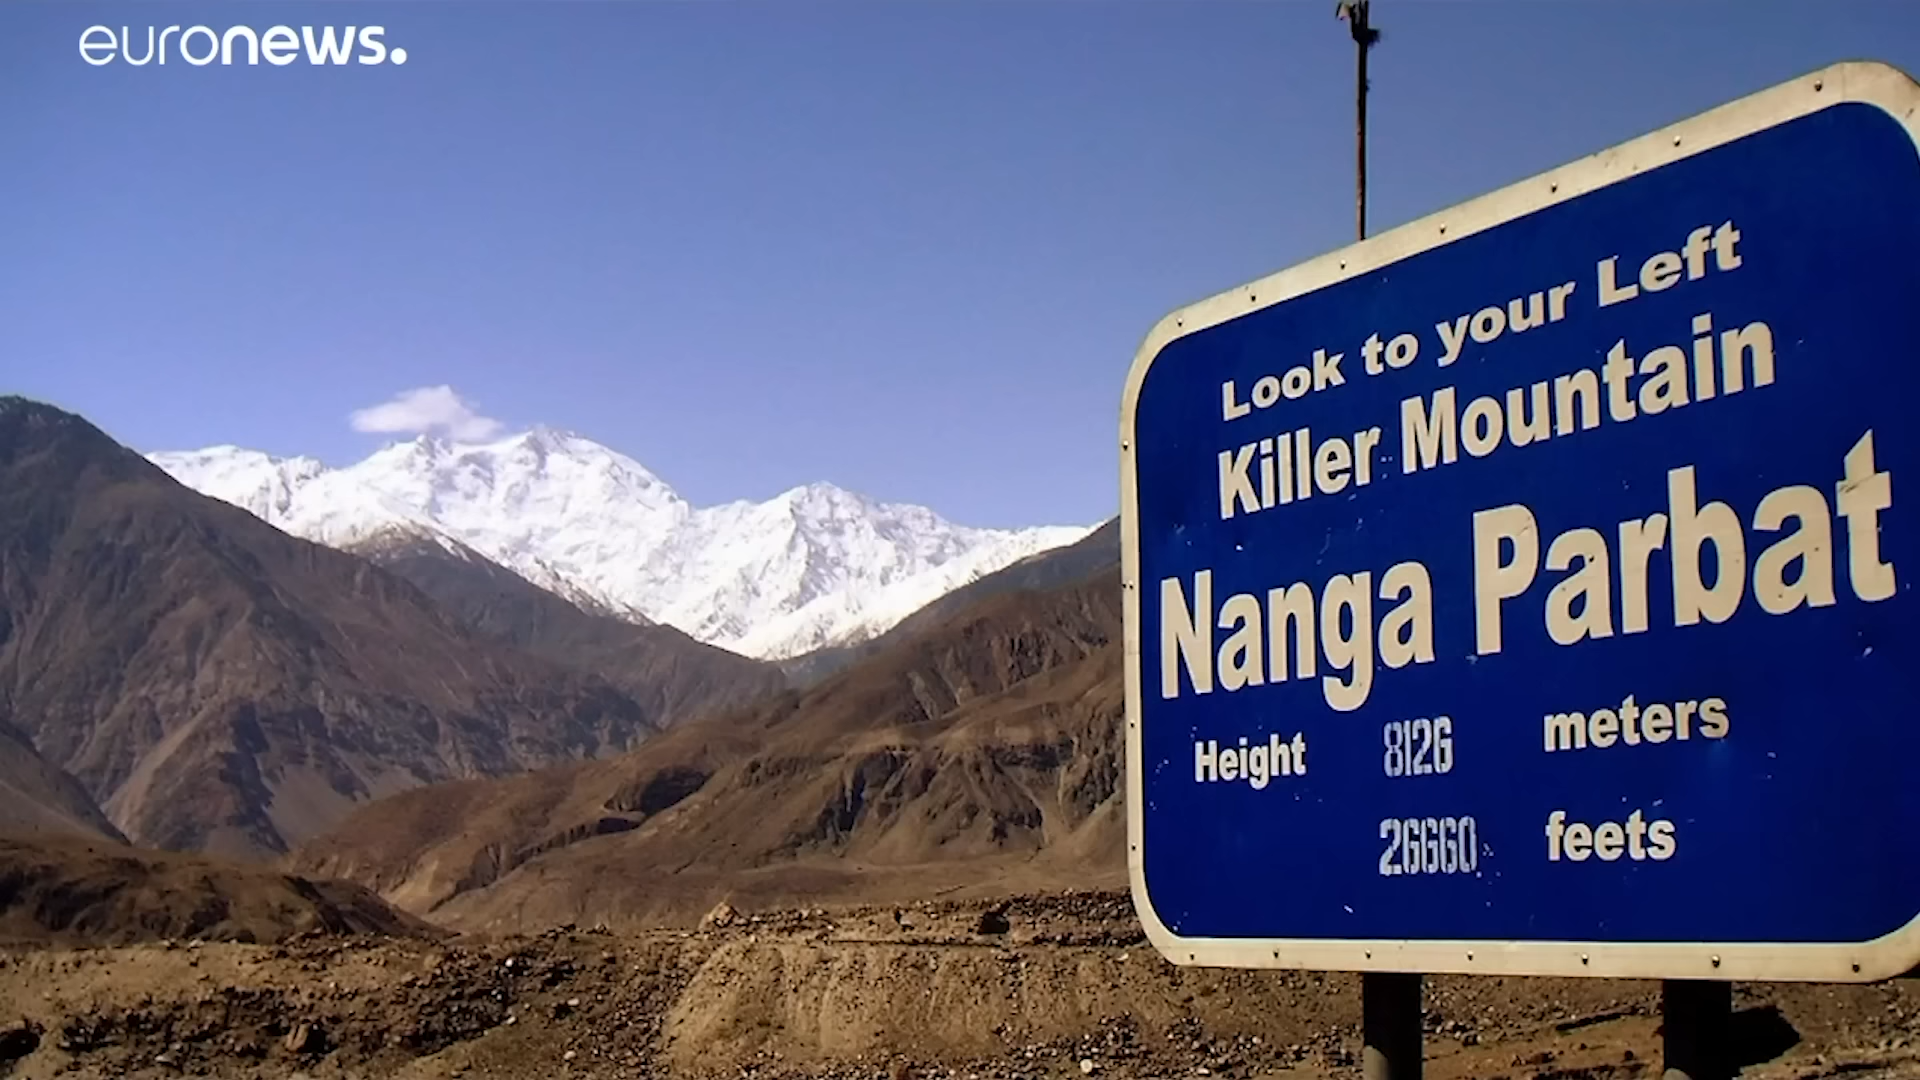 euronews.
Look to your Left
Killer Mountain
Nanga Parbat
Height 8126 meters
26660 feets